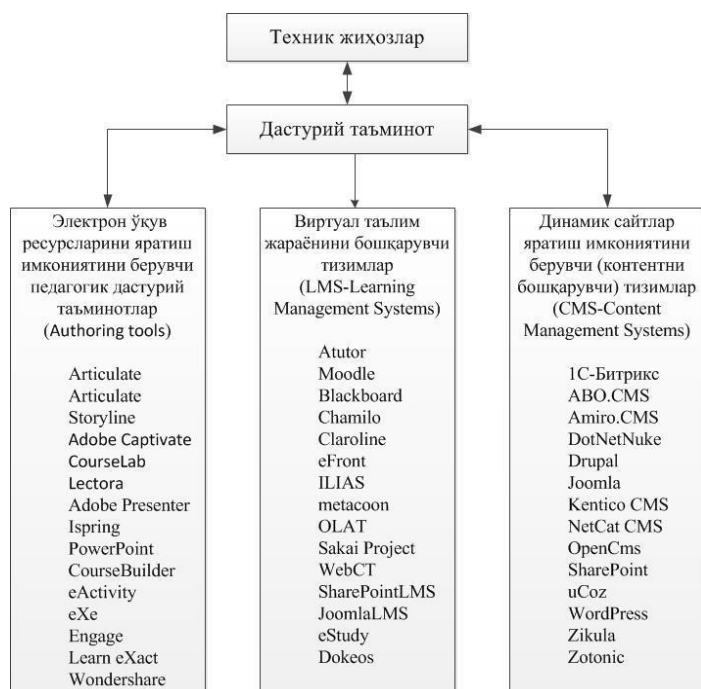 Техник жиҳозлар
Дастурий таъминот
Электрон ўқув
ресурсларини яратиш
имкониятини берувчи
педагогик дастурий
таъминотлар
(Authoring tools)
Articulate
Articulate
Storyline
Adobe Captivate
CourseLab
Lectora
Adobe Presenter
Ispring
PowerPoint
CourseBuilder
eActivity
eXe
Engage
Learn eXact
Wondershare
Виртуал таълим
жараёнини бошқарувчи
тизимлар
(LMS-Learning
Management Systems)
Atutor
Moodle
Blackboard
Chamilo
Claroline
eFront
ILIAS
metacoon
OLAT
Sakai Project
WebCT
SharePointLMS
JoomlaLMS
eStudy
Dokeos
Динамик сайтлар
яратиш имкониятини
берувчи (контентни
бошқарувчи) тизимлар
(CMS-Content
Management Systems)
1С-Битрикс
ABO.CMS
Amiro.CMS
DotNetNuke
Drupal
Joomla
Kentico CMS
NetCat CMS
OpenCms
SharePoint
uCoz
WordPress
Zikula
Zotonic